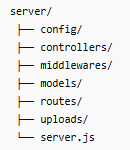 server/
├── config/
├── controllers/
├── middlewares/
├── models/
├── routes/
├── uploads/
└── server.js